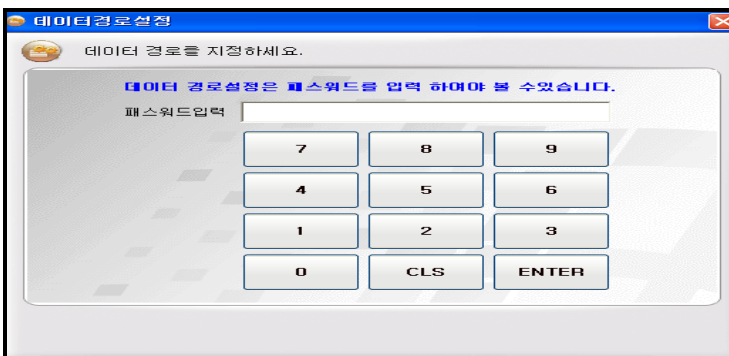 데이터경로설정
데이터 경로를 지정하세요.
데이터 경로설정은 패스워드를 입력 하여야 볼 수있습니다.
패스워드입력
7 8 9
4 5 6
1 2 3
0 CLS ENTER